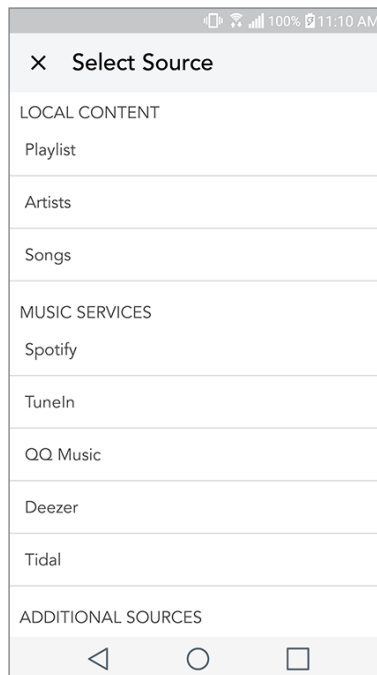 100% 11:10 AM
× Select Source
LOCAL CONTENT
Playlist
Artists
Songs
MUSIC SERVICES
Spotify
TuneIn
QQ Music
Deezer
Tidal
ADDITIONAL SOURCES